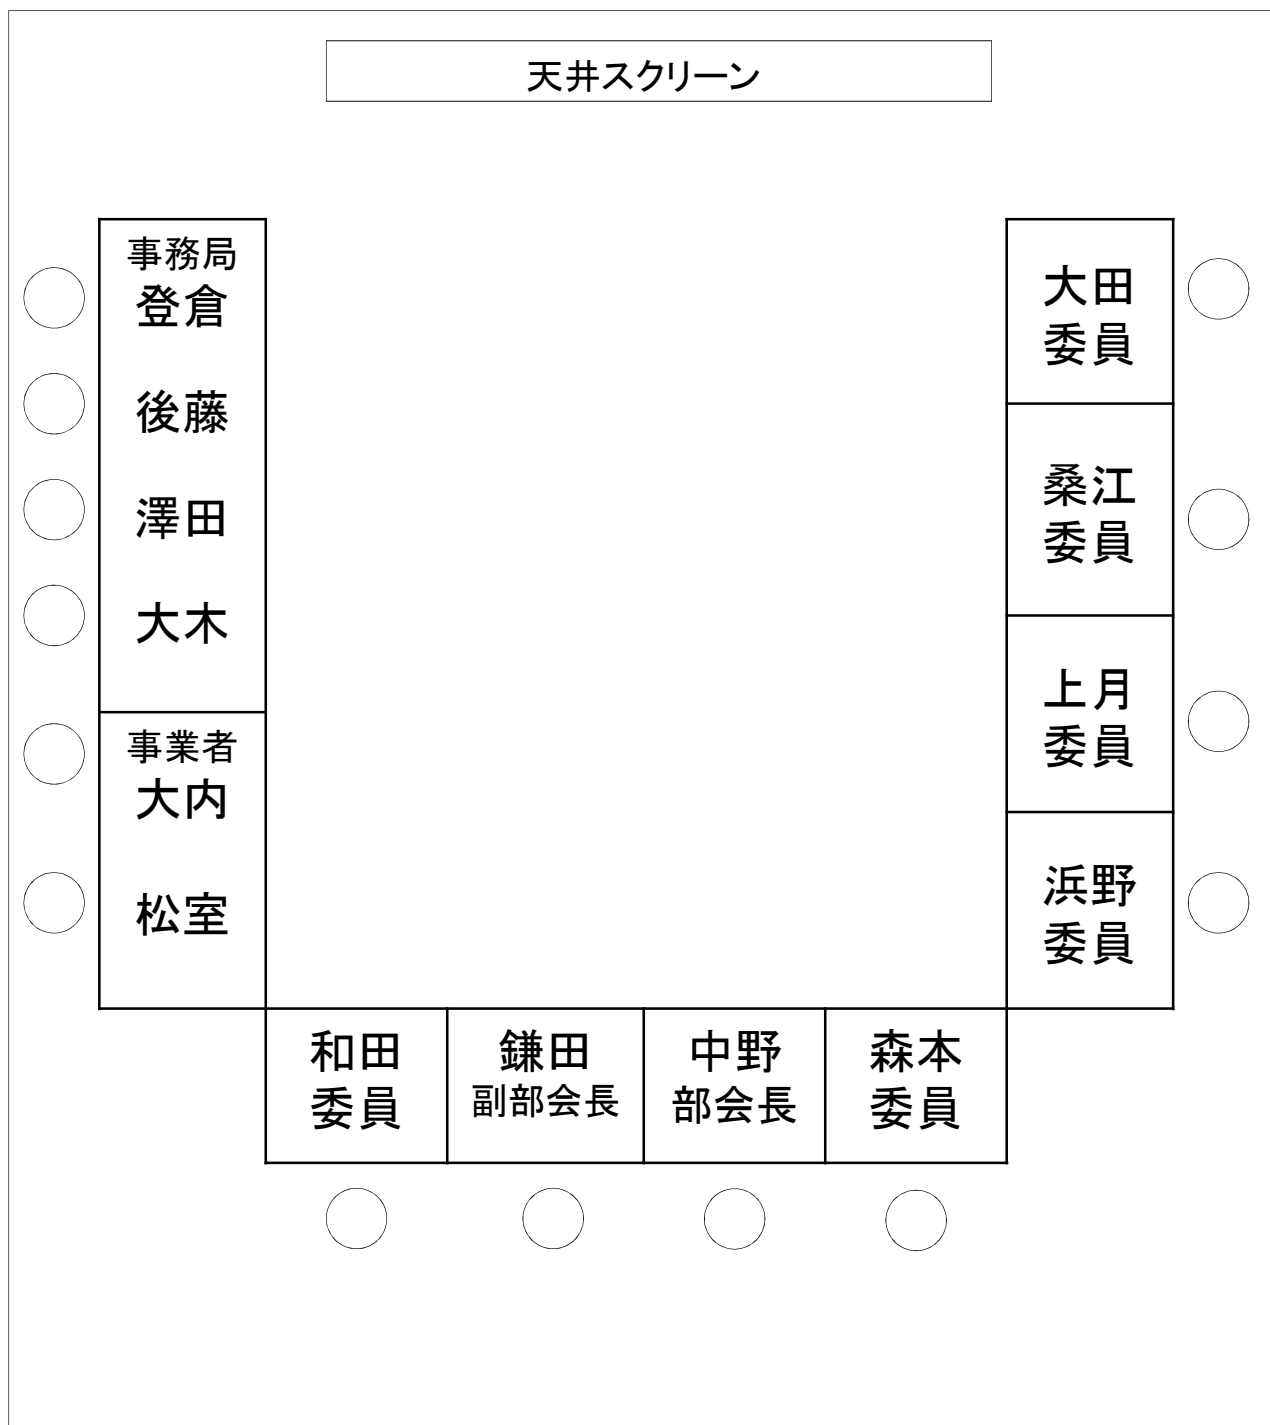 天井スクリーン
事務局
登倉
後藤
澤田
大木
事業者
大内
松室
大田
委員
桑江
委員
上月
委員
浜野
委員
和田
委員
鎌田
副部会長
中野
部会長
森本
委員